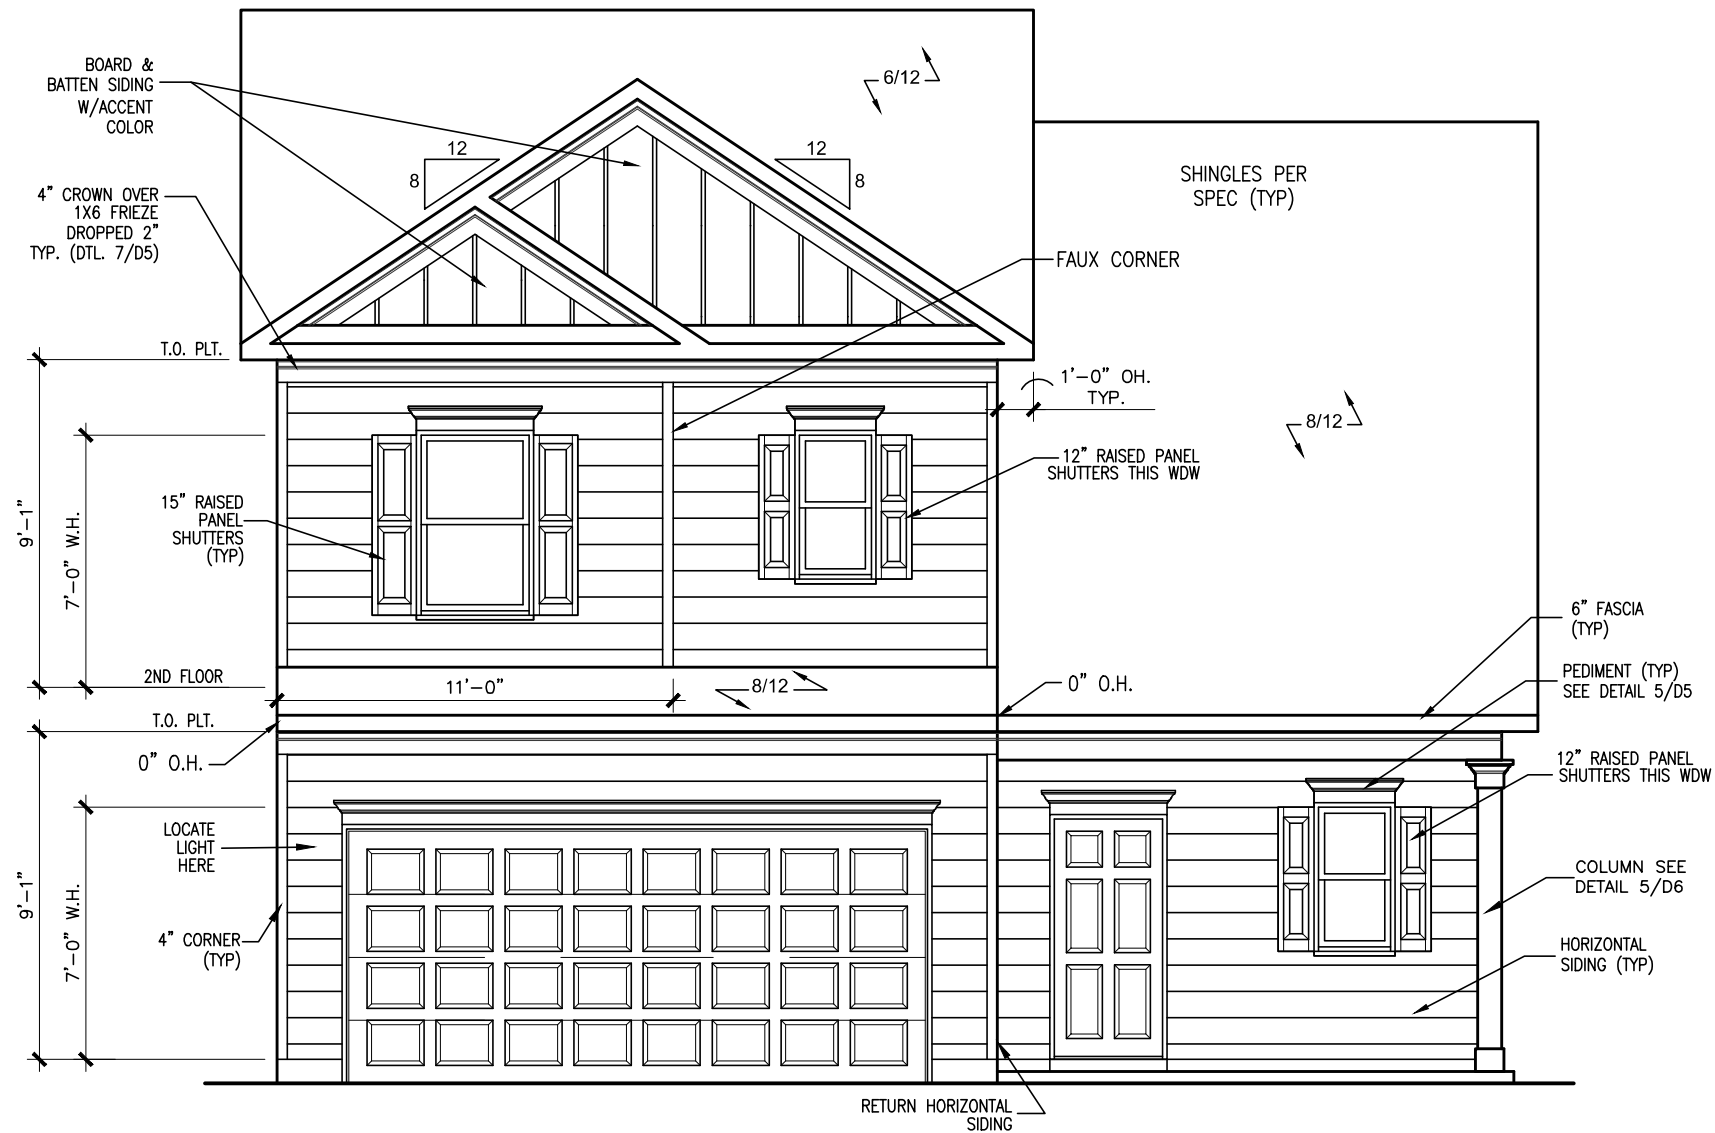 BOARD &
BATTEN SIDING
W/ACCENT
COLOR
6/12
12
8
12
8
SHINGLES PER
SPEC (TYP)
4" CROWN OVER
1X6 FRIEZE
DROPPED 2"
TYP. (DTL. 7/D5)
FAUX CORNER
T.O. PLT.
1'-0" OH.
TYP.
8/12
12" RAISED PANEL
SHUTTERS THIS WDW
15" RAISED
PANEL
SHUTTERS
(TYP)
9'-1"
7'-0" W.H.
6" FASCIA
(TYP)
2ND FLOOR
11'-0"
8/12
0" O.H.
PEDIMENT (TYP)
SEE DETAIL 5/D5
T.O. PLT.
0" O.H.
12" RAISED PANEL
SHUTTERS THIS WDW
LOCATE
LIGHT
HERE
9'-1"
7'-0" W.H.
COLUMN SEE
DETAIL 5/D6
4" CORNER
(TYP)
HORIZONTAL
SIDING (TYP)
RETURN HORIZONTAL
SIDING